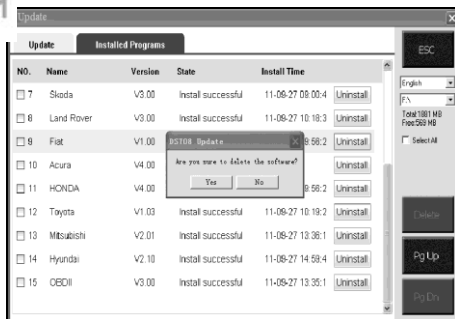 1
Update
Update Installed Programs
ESC
NO. Name Version State Install Time
English
7 Skoda V3.00 Install successful 11-09-27 09:00:4 Uninstall
F:\
Total:1881 MB
Free:569 MB
8 Land Rover V3.00 Install successful 11-09-27 10:18:3 Uninstall
Select All
9 Fiat V1.00 9:56:2 Uninstall
DSTOR Update
Are you sure to delete the software?
Yes No
10 Acura V4.00 Uninstall
11 HONDA V4.00 9:56:2 Uninstall
12 Toyota V1.03 Install successful 11-09-27 10:19:2 Uninstall
Delete
13 Mitsubishi V2.01 Install successful 11-09-27 13:36:1 Uninstall
14 Hyundai V2.10 Install successful 11-09-27 14:59:4 Uninstall
Pg Up
15 OBDII V3.00 Install successful 11-09-27 13:35:1 Uninstall
Pg Dn